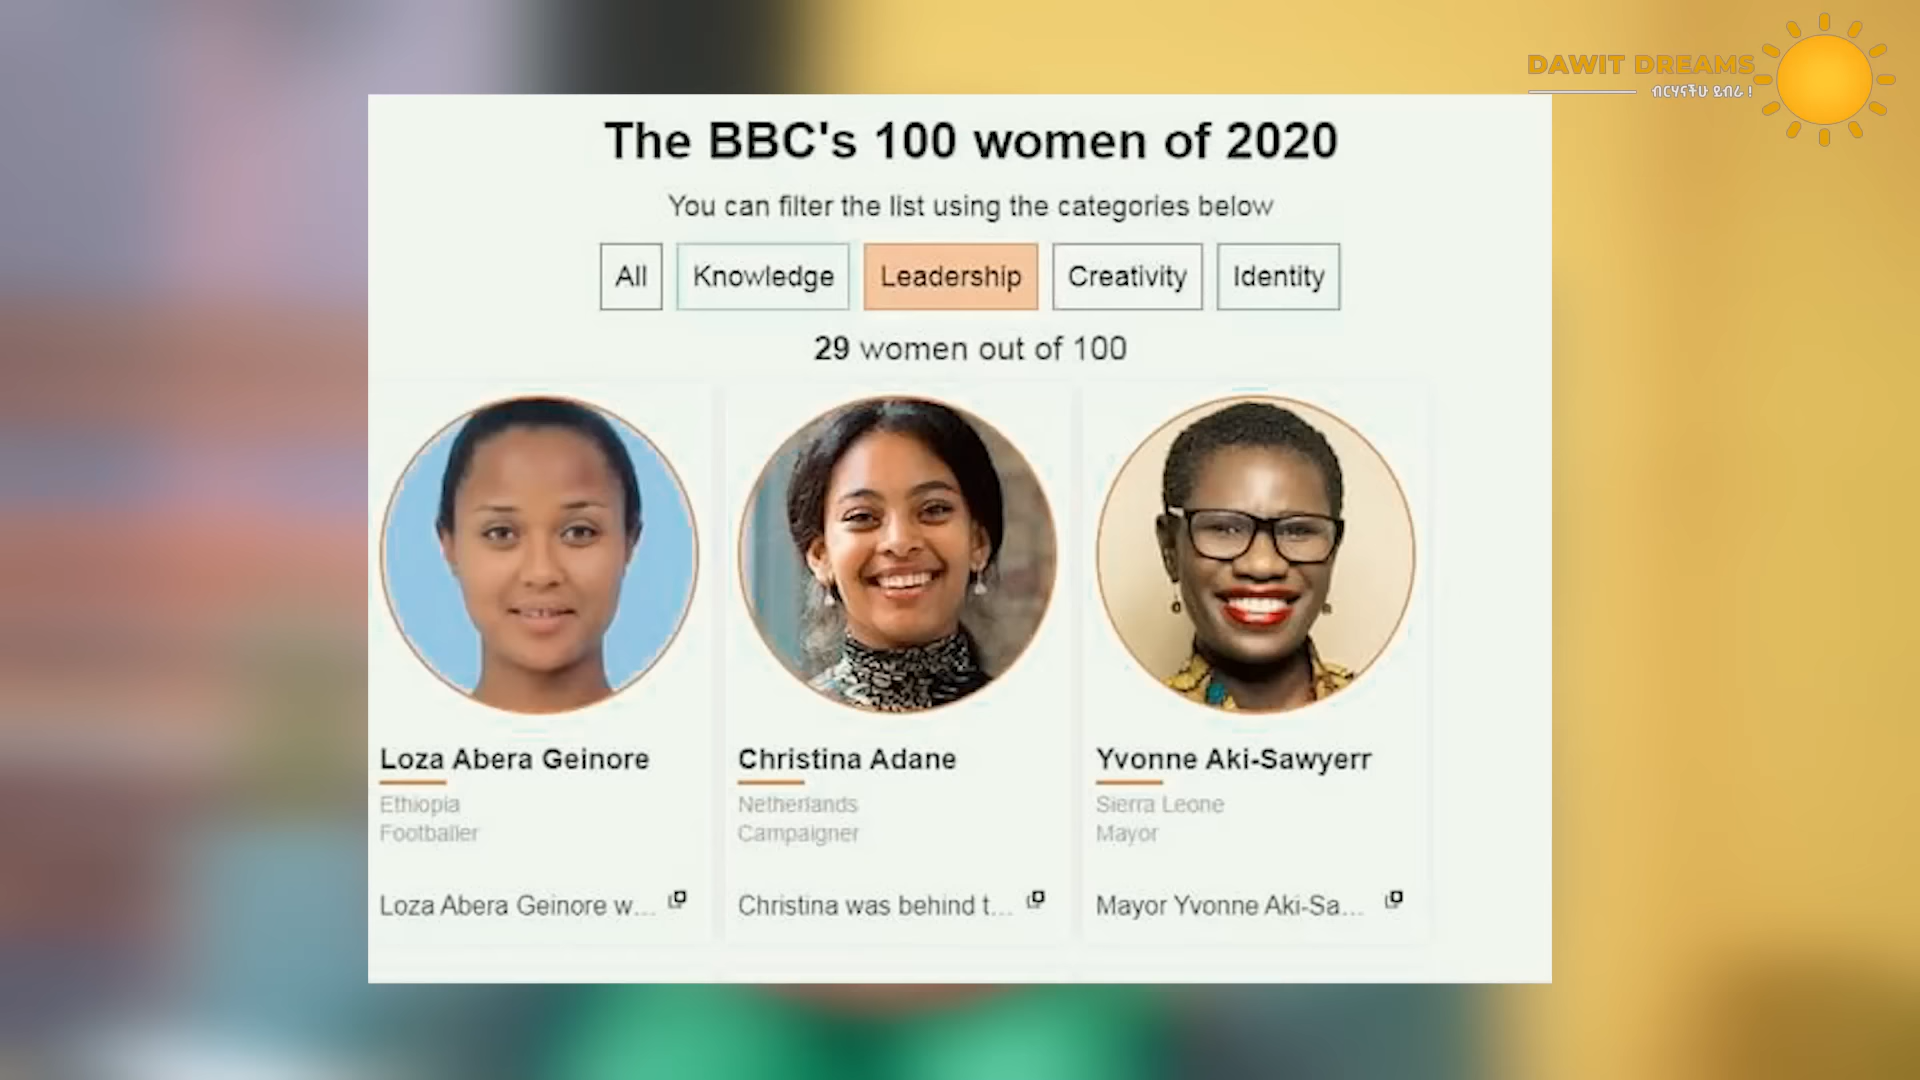 DAWIT DREAMS
ብርሃናችሁ ይብራ !
The BBC's 100 women of 2020
You can filter the list using the categories below
All Knowledge Leadership Creativity Identity
29 women out of 100
Loza Abera Geinore
Ethiopia
Footballer
Loza Abera Geinore w...
Christina Adane
Netherlands
Campaigner
Christina was behind t...
Yvonne Aki-Sawyerr
Sierra Leone
Mayor
Mayor Yvonne Aki-Sa...